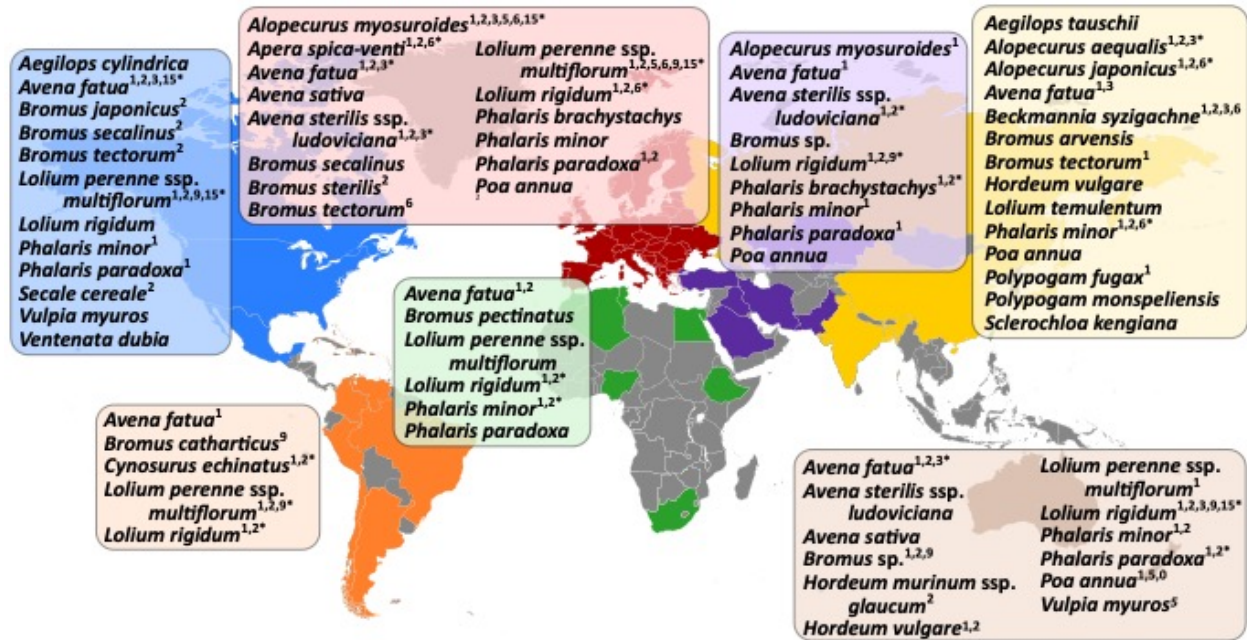 Aegilops cylindrica
Avena fatua1,2,3,15*
Bromus japonicus2
Bromus secalinus2
Bromus tectorum2
Lolium perenne ssp.
multiflorum1,2,9,15*
Lolium rigidum
Phalaris minor1
Phalaris paradoxa1
Secale cereale2
Vulpia myuros
Ventenata dubia
Alopecurus myosuroides1,2,3,5,6,15*
Apera spica-venti1,2,6*
Avena fatua1,2,3*
Avena sativa
Avena sterilis ssp.
ludoviciana1,2,3*
Bromus secalinus
Bromus sterilis2
Bromus tectorum6
Lolium perenne ssp.
multiflorum1,2,5,6,9,15*
Lolium rigidum1,2,6*
Phalaris brachystachys
Phalaris minor
Phalaris paradoxa1,2
Poa annua
Alopecurus myosuroides1
Avena fatua1
Avena sterilis ssp.
ludoviciana1,2*
Bromus sp.
Lolium rigidum1,2,9*
Phalaris brachystachys1,2*
Phalaris minor1
Phalaris paradoxa1
Poa annua
Aegilops tauschii
Alopecurus aequalis1,2,3*
Alopecurus japonicus1,2,6*
Avena fatua1,3
Beckmannia syzigachne1,2,3,6
Bromus arvensis
Bromus tectorum1
Hordeum vulgare
Lolium temulentum
Phalaris minor1,2,6*
Poa annua
Polypogam fugax1
Polypogam monspeliensis
Sclerochloa kengiana
Avena fatua1,2
Bromus pectinatus
Lolium perenne ssp.
multiflorum
Lolium rigidum1,2*
Phalaris minor1,2*
Phalaris paradoxa
Avena fatua1
Bromus catharticus9
Cynosurus echinatus1,2*
Lolium perenne ssp.
multiflorum1,2,9*
Lolium rigidum1,2*
Avena fatua1,2,3*
Avena sterilis ssp.
ludoviciana
Avena sativa
Bromus sp.1,2,9
Hordeum murinum ssp.
glaucum2
Hordeum vulgare1,2
Lolium perenne ssp.
multiflorum1
Lolium rigidum1,2,3,9,15*
Phalaris minor1,2
Phalaris paradoxa1,2*
Poa annua1,5,0
Vulpia myuros5